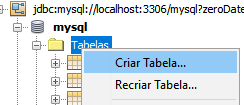 jdbc:mysql://localhost:3306/mysql?zeroDate
mysql
Tabelas
Criar Tabela...
Recriar Tabela...